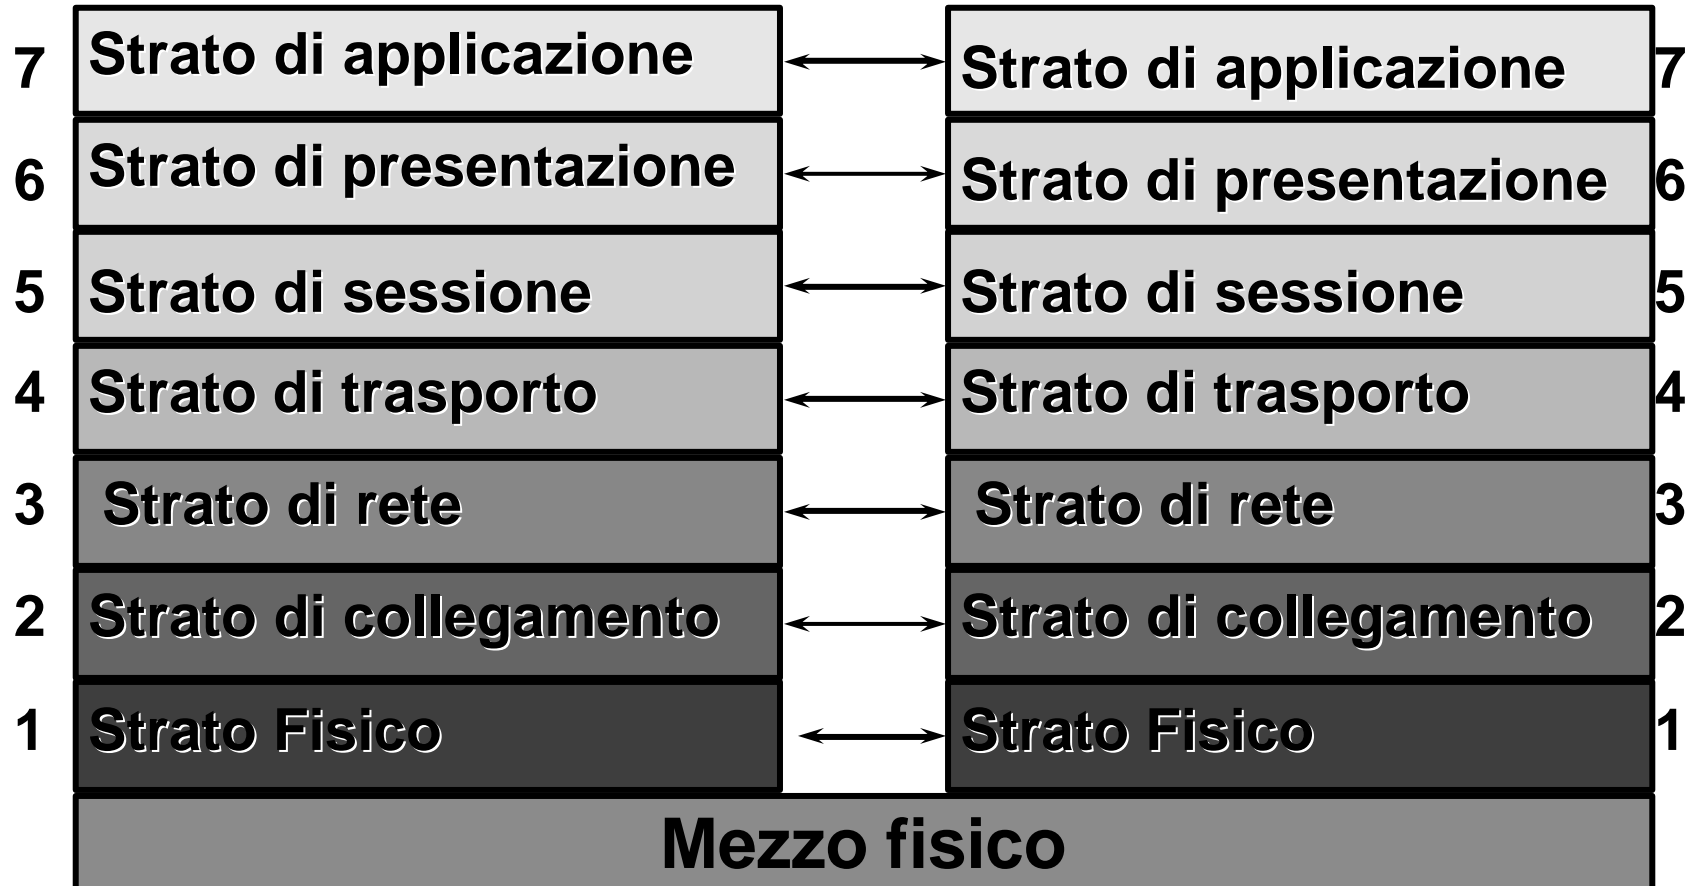 7 Strato di applicazione Strato di applicazione 7
6 Strato di presentazione Strato di presentazione 6
5 Strato di sessione Strato di sessione 5
4 Strato di trasporto Strato di trasporto 4
3 Strato di rete Strato di rete 3
2 Strato di collegamento Strato di collegamento 2
1 Strato Fisico Strato Fisico 1
Mezzo fisico